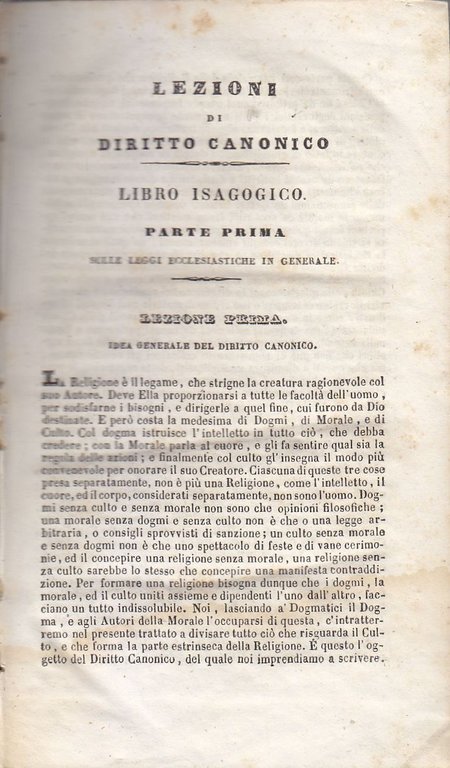 LEZIONI
DI
DIRITTO CANONICO
LIBRO ISAGOGICO.
PARTE PRIMA
SULLE LEGGI ECCLESIASTICHE IN GENERALE.
LEZIONE PRIMA.
IDEA GENERALE DEL DIRITTO CANONICO.
LA Religione è il legame, che strigne la creatura ragionevole col
suo Autore. Deve Ella proporzionarsi a tutte le facoltà dell'uomo,
per sodisfarne i bisogni, e dirigerle a quel fine, cui furono da Dio
destinate. E però costa la medesima di Dogmi, di Morale, e di
Culto. Col dogma istruisce l'intelletto in tutto ciò, che debba
credere; con la Morale parla al cuore, e gli fa sentire qual sia la
regola delle azioni; e finalmente col culto gl'insegna il modo più
convenevole per onorare il suo Creatore. Ciascuna di queste tre cose
presa separatamente, non è più una Religione, come l'intelletto, il
cuore, ed il corpo, considerati separatamente, non sono l'uomo. Dog-
mi senza culto e senza morale non sono che opinioni filosofiche;
una morale senza dogmi e senza culto non è che o una legge ar-
bitraria, o consigli sprovvisti di sanzione; un culto senza morale
e senza dogmi non è che uno spettacolo di feste e di vane cerimo-
nie, ed il concepire una religione senza morale, una religione sen-
za culto sarebbe lo stesso che concepire una manifesta contraddi-
zione. Per formare una religione bisogna dunque che i dogmi, la
morale, ed il culto uniti assieme e dipendenti l'uno dall'altro, fac-
ciano un tutto indissolubile. Noi, lasciando a' Dogmatici il Dog-
ma, e agli Autori della Morale l'occuparsi di questa, c'intratter-
remo nel presente trattato a divisare tutto ciò che risguarda il Cul-
to, e che forma la parte estrinseca della Religione. É questo l'og-
getto del Diritto Canonico, del quale noi imprendiamo a scrivere.